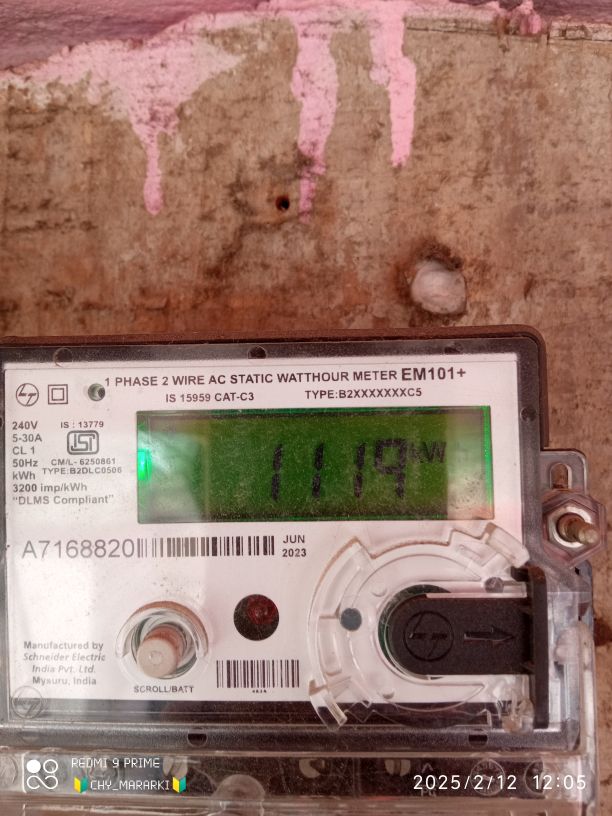 1 PHASE 2 WIRE AC STATIC WATTHOUR METER EM101+
IS 15959 CAT-C3 TYPE:B2XXXXXXXC5
240V
5-30A
CL 1
50Hz
kWh
3200 imp/kWh
"DLMS Compliant"
IS : 13779
ISI
CM/L- 6250861
TYPE:B2DLC0506
1119 kW
A7168820
JUN
2023
Manufactured by
Schneider Electric
India Pvt. Ltd.
Mysuru, India
SCROLL/BATT
REDMI 9 PRIME
CHY_MARARKI
2025/2/12 12:05